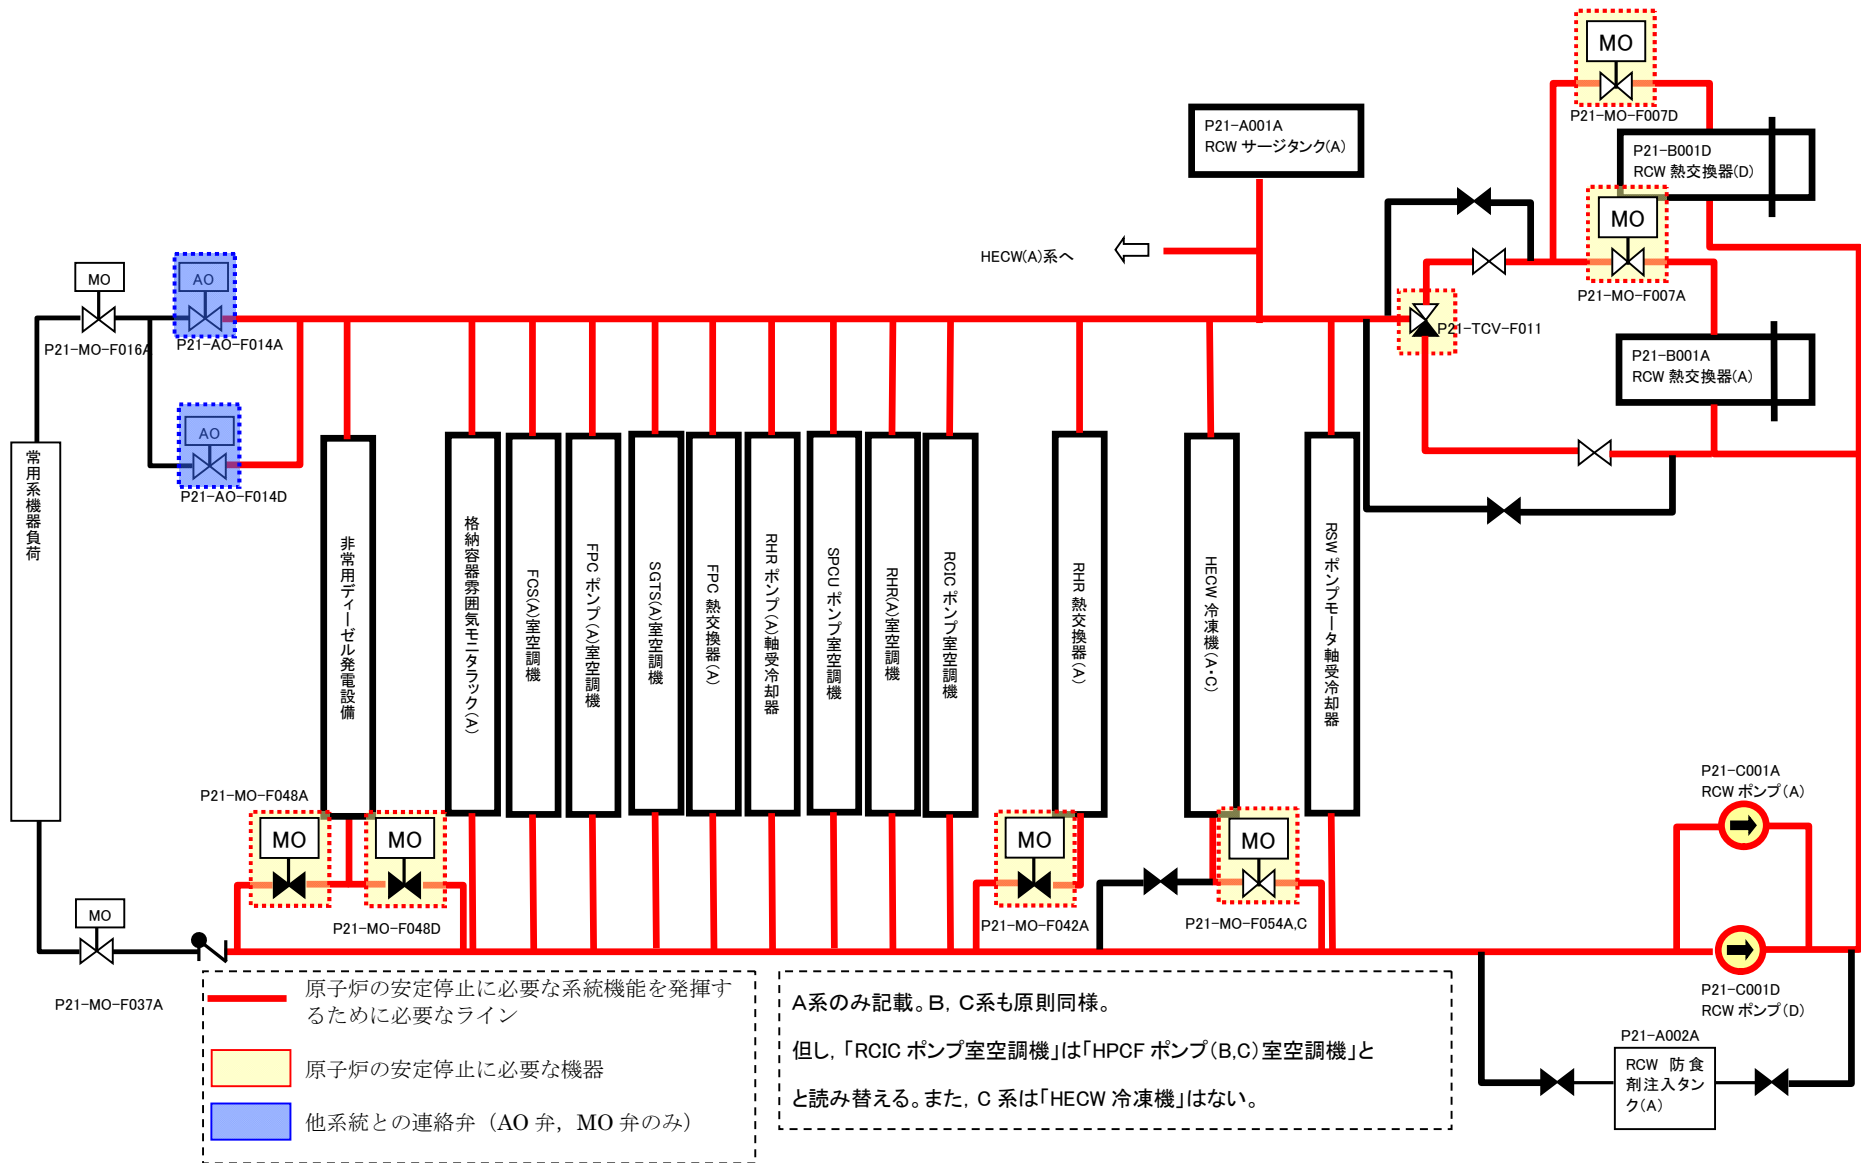 MO
P21-MO-F007D
P21-A001A
RCW サージタンク(A)
P21-B001D
RCW 熱交換器(D)
MO
P21-MO-F007A
HECW(A)系へ
MO
P21-MO-F016A
AO
P21-AO-F014A
P21-TCV-F011
P21-B001A
RCW 熱交換器(A)
AO
P21-AO-F014D
常用系機器負荷
非常用ディーゼル発電設備
格納容器雰囲気モニタラック(A)
FCS(A)室空調機
FPC ポンプ(A)室空調機
SGTS(A)室空調機
FPC 熱交換器(A)
RHR ポンプ(A)軸受冷却器
SPCU ポンプ室空調機
RHR(A)室空調機
RCIC ポンプ室空調機
RHR 熱交換器(A)
HECW 冷凍機(A・C)
RSW ポンプモータ軸受冷却器
P21-MO-F048A
MO
MO
P21-MO-F048D
MO
P21-MO-F042A
MO
P21-MO-F054A,C
P21-C001A
RCW ポンプ(A)
MO
P21-MO-F037A
P21-C001D
RCW ポンプ(D)
P21-A002A
RCW 防食
剤注入タン
ク(A)
原子炉の安定停止に必要な系統機能を発揮す
るために必要なライン
原子炉の安定停止に必要な機器
他系統との連絡弁（AO 弁，MO 弁のみ）
A系のみ記載。B，C系も原則同様。
但し，「RCIC ポンプ室空調機」は「HPCF ポンプ(B,C)室空調機」と
と読み替える。また，C 系は「HECW 冷凍機」はない。